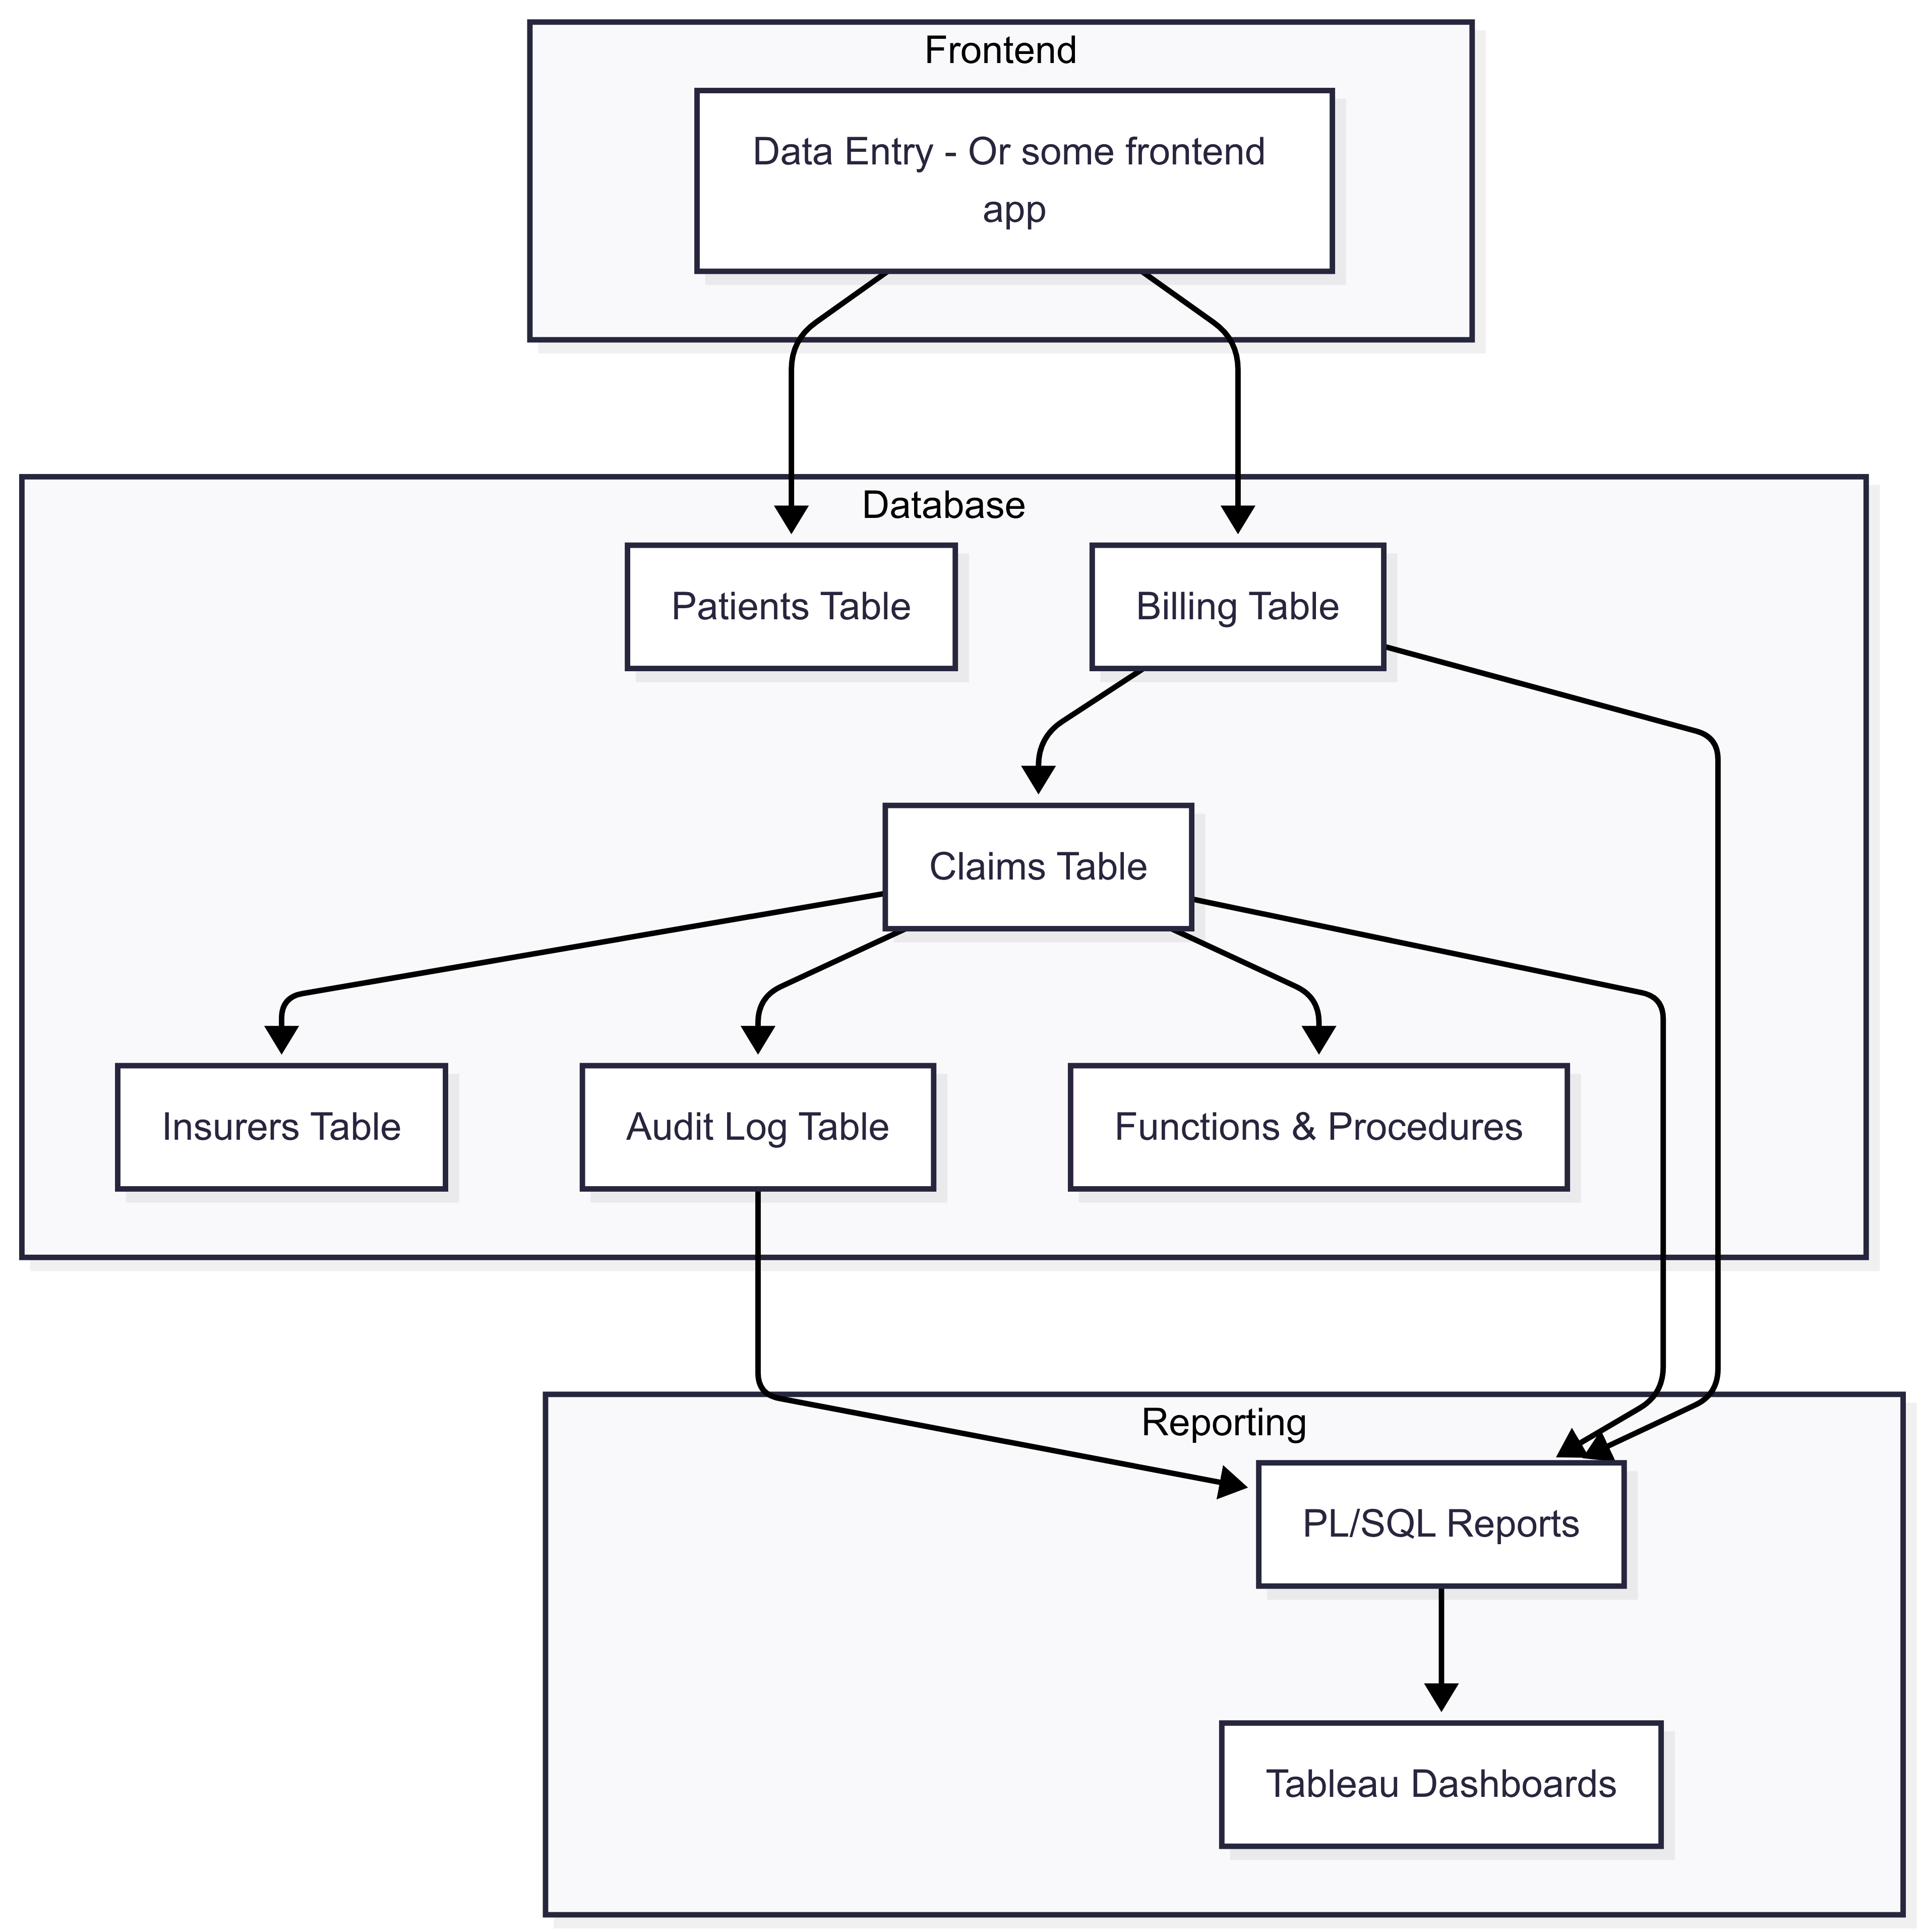 Frontend
Data Entry - Or some frontend
app
Database
Patients Table
Billing Table
Claims Table
Insurers Table
Audit Log Table
Functions & Procedures
Reporting
PL/SQL Reports
Tableau Dashboards